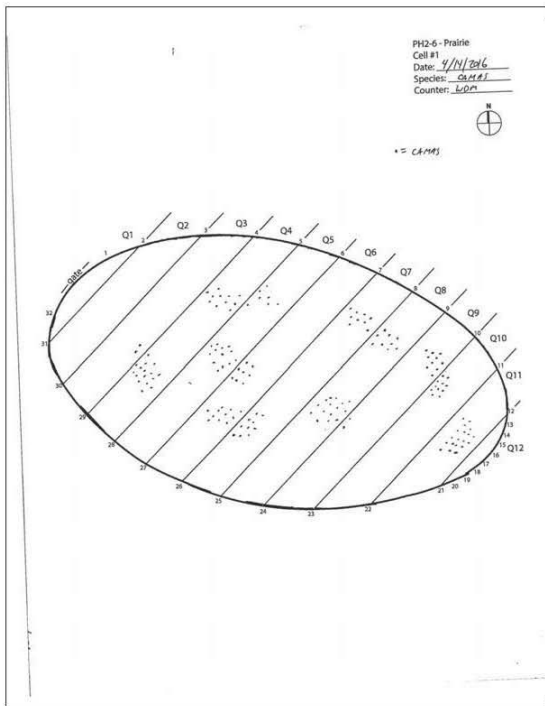 PH2-6 - Prairie
Cell #1
Date: 4/14/2016
Species: CAMAS
Counter: WDM
N
• = CAMAS
Q1
Q2
Q3
Q4
Q5
Q6
Q7
Q8
Q9
Q10
Q11
Q12
gate
1
2
3
4
5
6
7
8
9
10
11
12
13
14
15
16
17
18
19
20
21
22
23
24
25
26
27
28
29
30
31
32